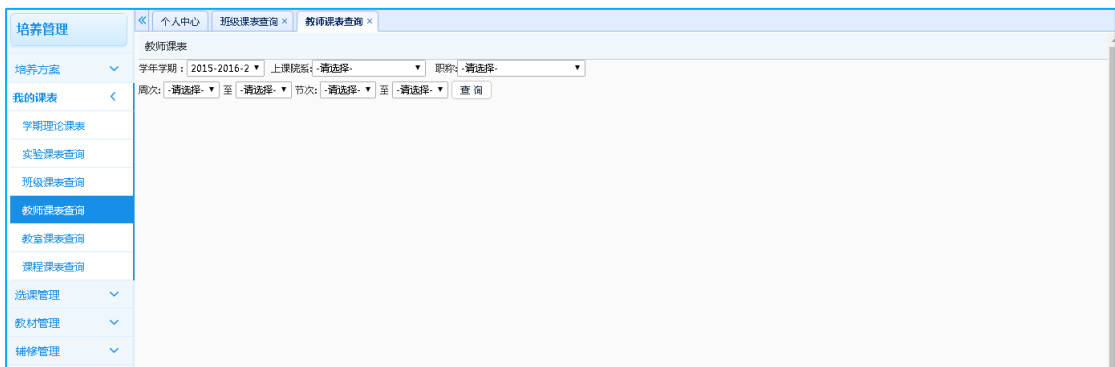 培养管理
« 个人中心 班级课表查询 × 教师课表查询 ×
教师课表
学年学期： 2015-2016-2 上课院系: -请选择- 职称: -请选择-
周次: -请选择- 至 -请选择- 节次: -请选择- 至 -请选择- 查 询
培养方案
我的课表
学期理论课表
实验课表查询
班级课表查询
教师课表查询
教室课表查询
课程课表查询
选课管理
教材管理
辅修管理